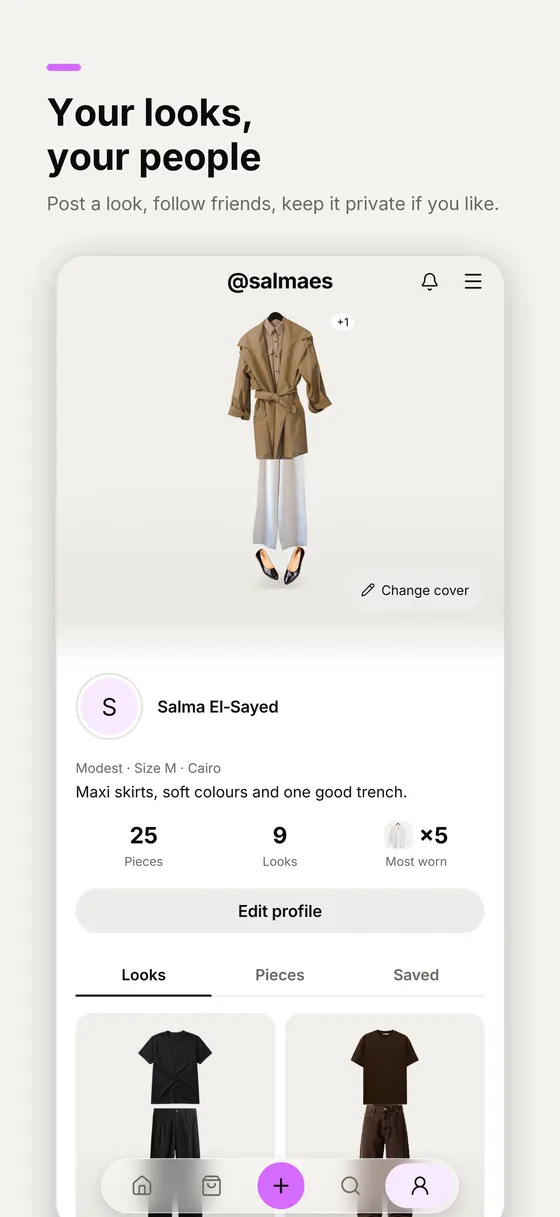 Your looks,
your people
Post a look, follow friends, keep it private if you like.
@salmaes
+1
Change cover
S
Salma El-Sayed
Modest · Size M · Cairo
Maxi skirts, soft colours and one good trench.
25
9
×5
Pieces
Looks
Most worn
Edit profile
Looks
Pieces
Saved